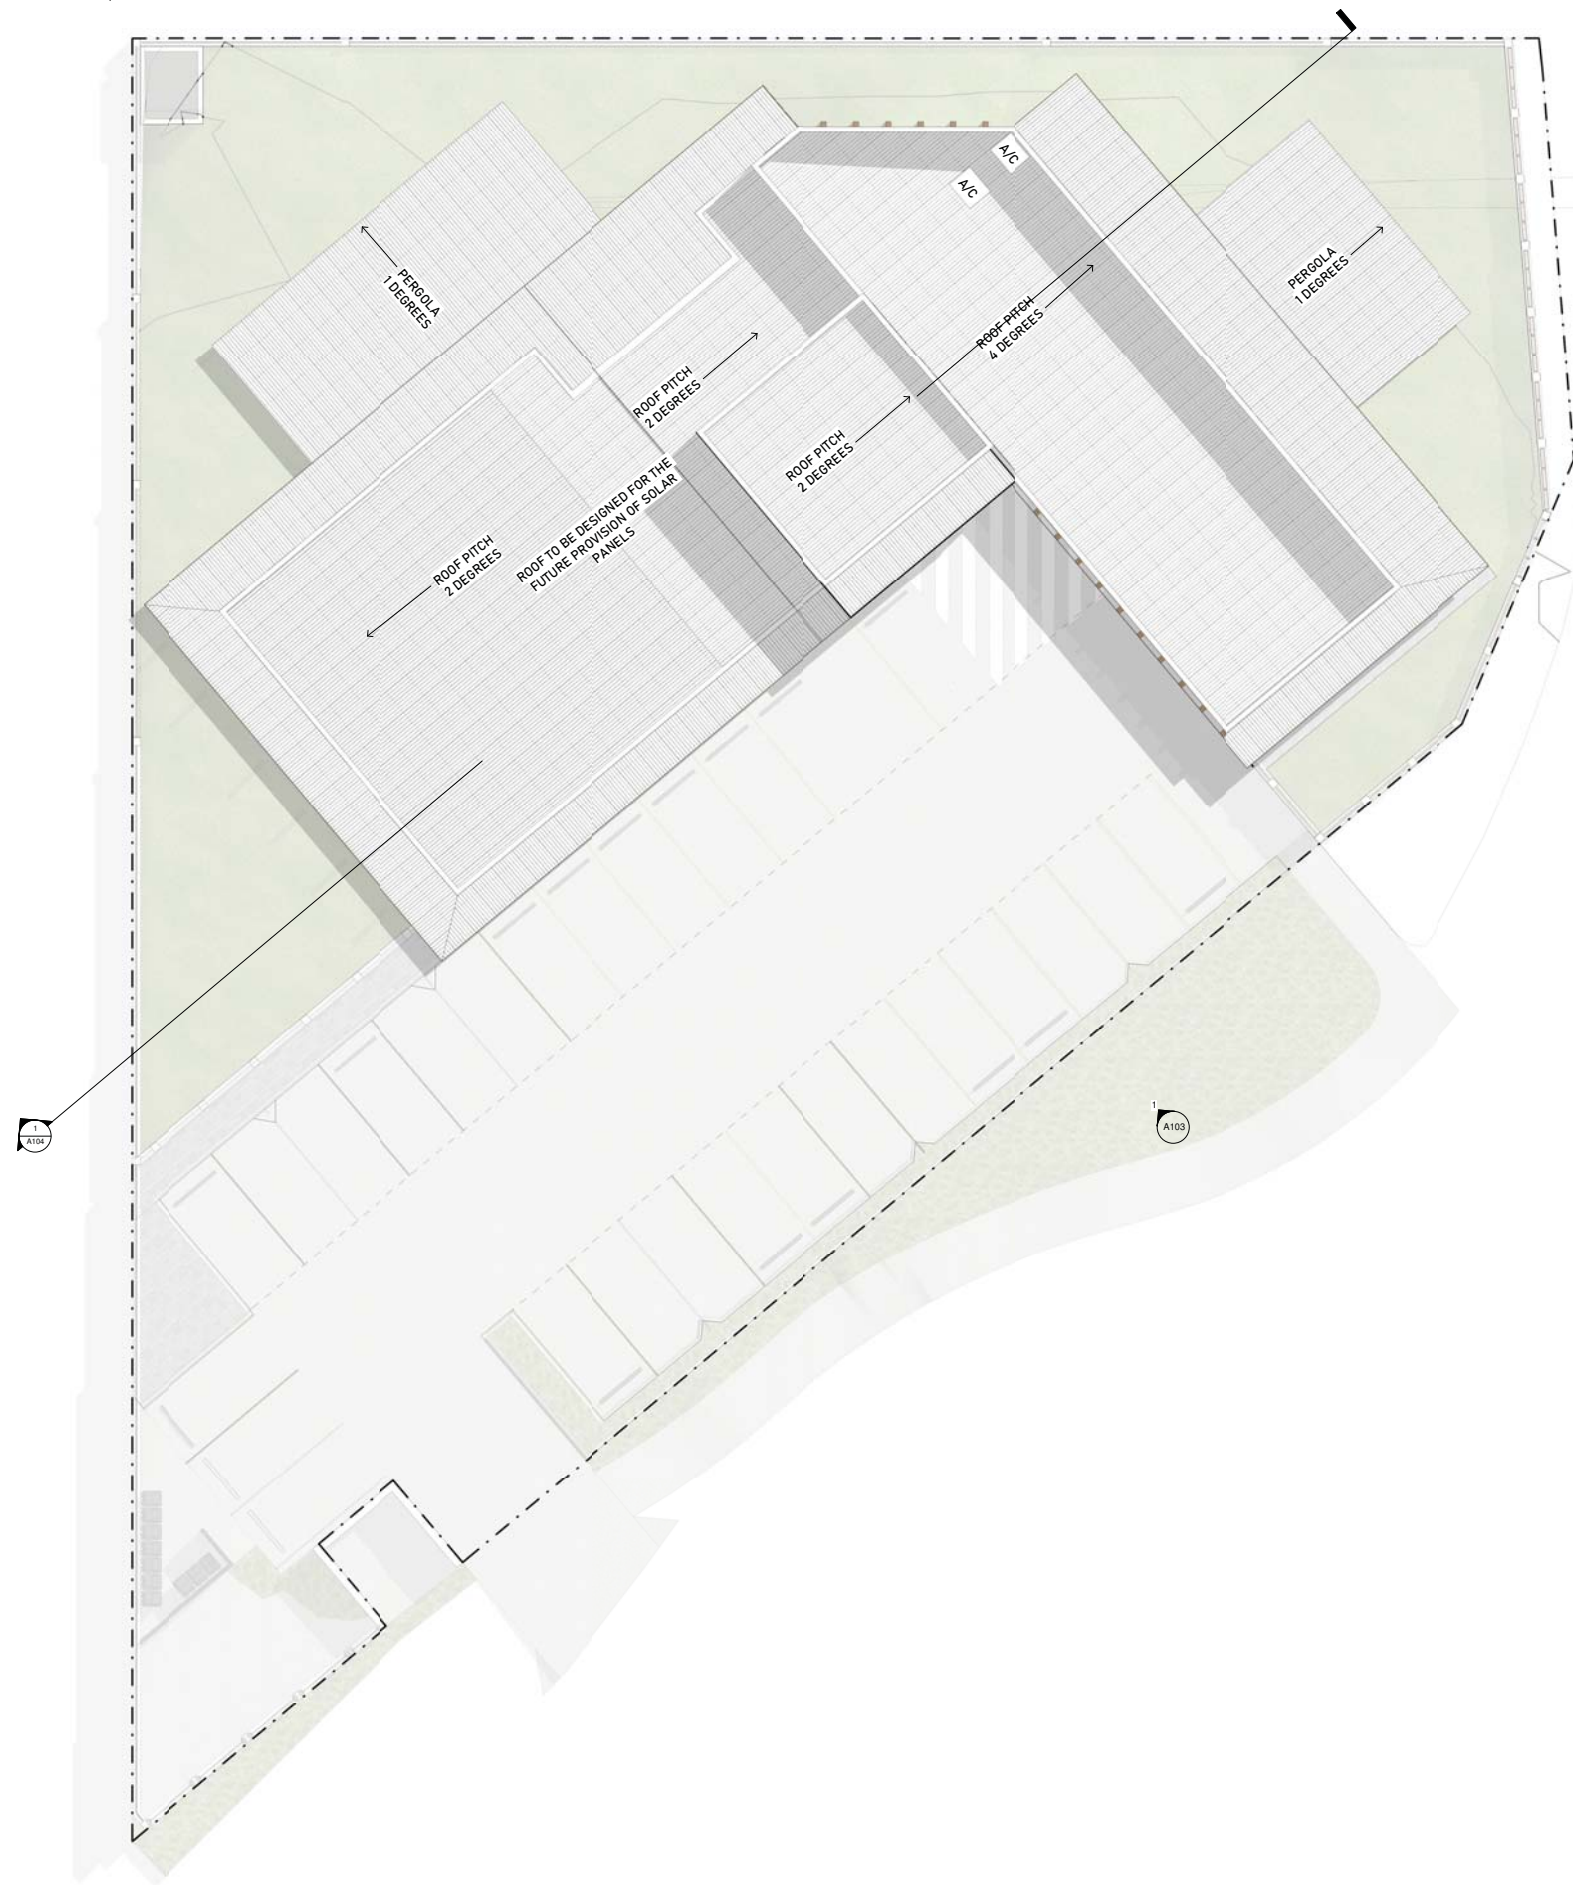 A/C
A/C
PERGOLA
1 DEGREES
PERGOLA
1 DEGREES
ROOF PITCH
4 DEGREES
ROOF PITCH
2 DEGREES
ROOF PITCH
2 DEGREES
ROOF TO BE DESIGNED FOR THE
FUTURE PROVISION OF SOLAR
PANELS
ROOF PITCH
2 DEGREES
1
A104
1
A103